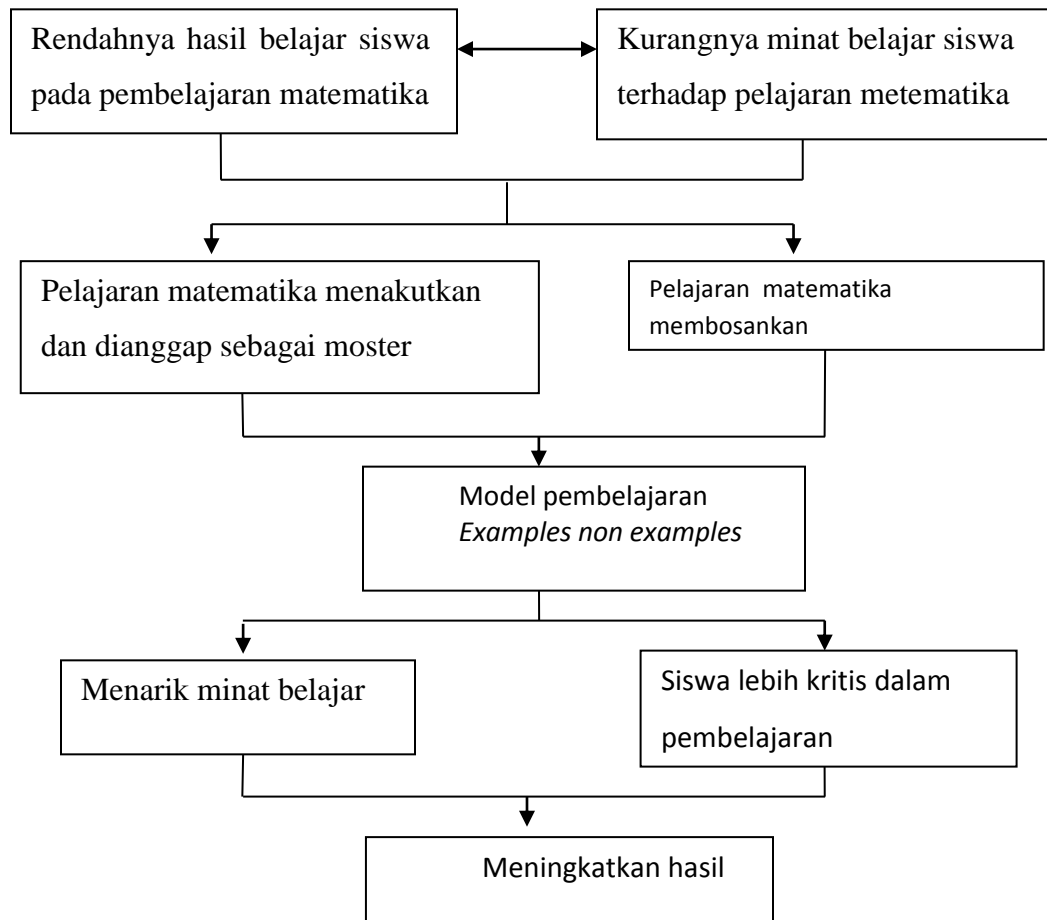 Rendahnya hasil belajar siswa
pada pembelajaran matematika
Kurangnya minat belajar siswa
terhadap pelajaran metematika
Pelajaran matematika menakutkan
dan dianggap sebagai moster
Pelajaran matematika
membosankan
Model pembelajaran
Examples non examples
Menarik minat belajar
Siswa lebih kritis dalam
pembelajaran
Meningkatkan hasil